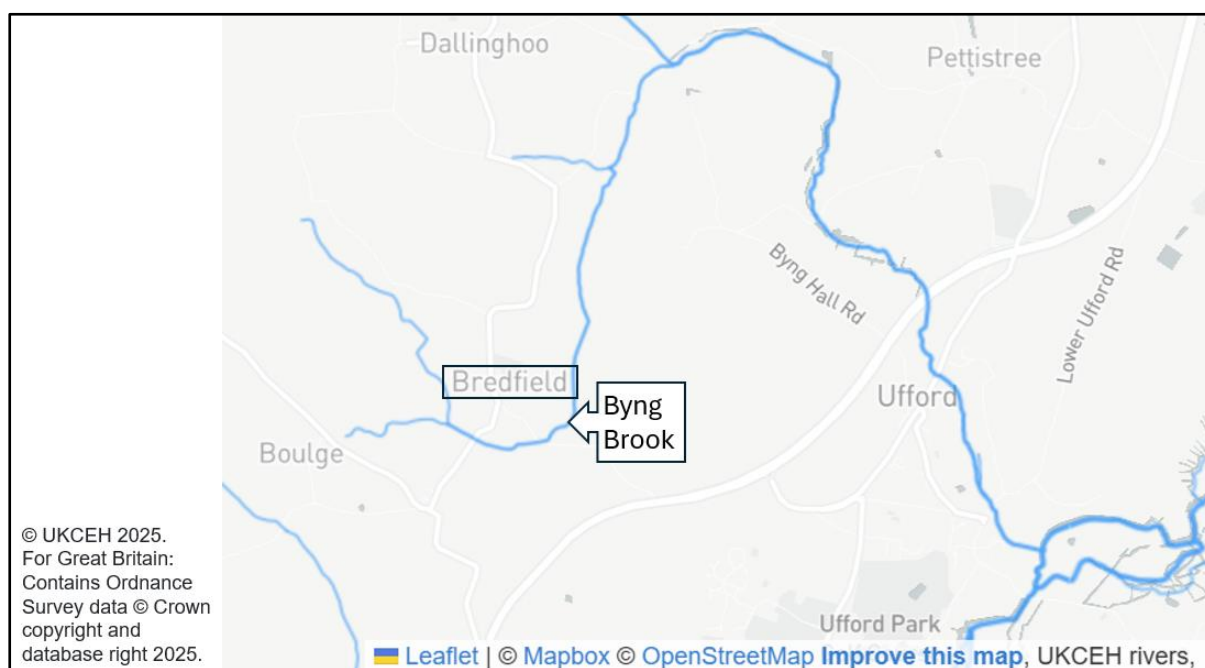 Dallinghoo
Pettistree
Byng Hall Rd
Lower Ufford Rd
Bredfield
Byng
Brook
Ufford
Boulge
© UKCEH 2025.
For Great Britain:
Contains Ordnance
Survey data © Crown
copyright and
database right 2025.
Ufford Park
Leaflet | © Mapbox © OpenStreetMap Improve this map, UKCEH rivers,